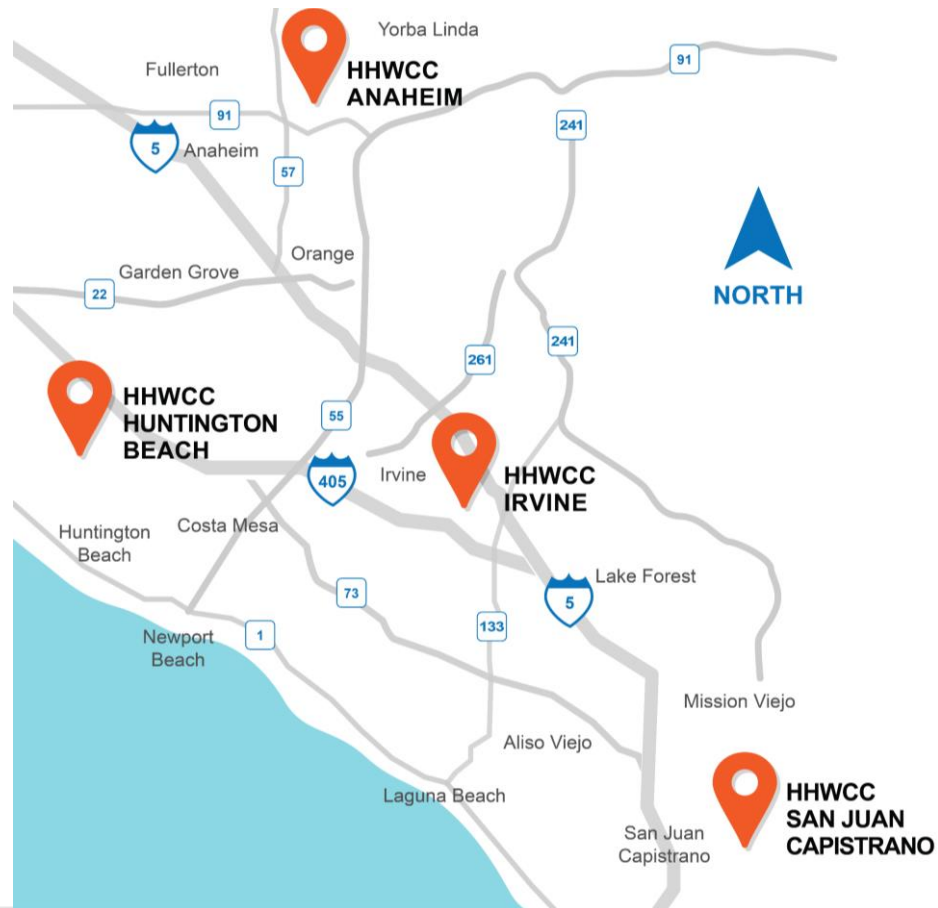 Yorba Linda
Fullerton
HHWCC
ANAHEIM
91
91
5
Anaheim
241
57
Orange
Garden Grove
22
NORTH
241
261
HHWCC
HUNTINGTON
BEACH
55
405
Irvine
HHWCC
IRVINE
Costa Mesa
Huntington
Beach
Lake Forest
5
73
133
1
Newport
Beach
Mission Viejo
Aliso Viejo
Laguna Beach
HHWCC
SAN JUAN
CAPISTRANO
San Juan
Capistrano